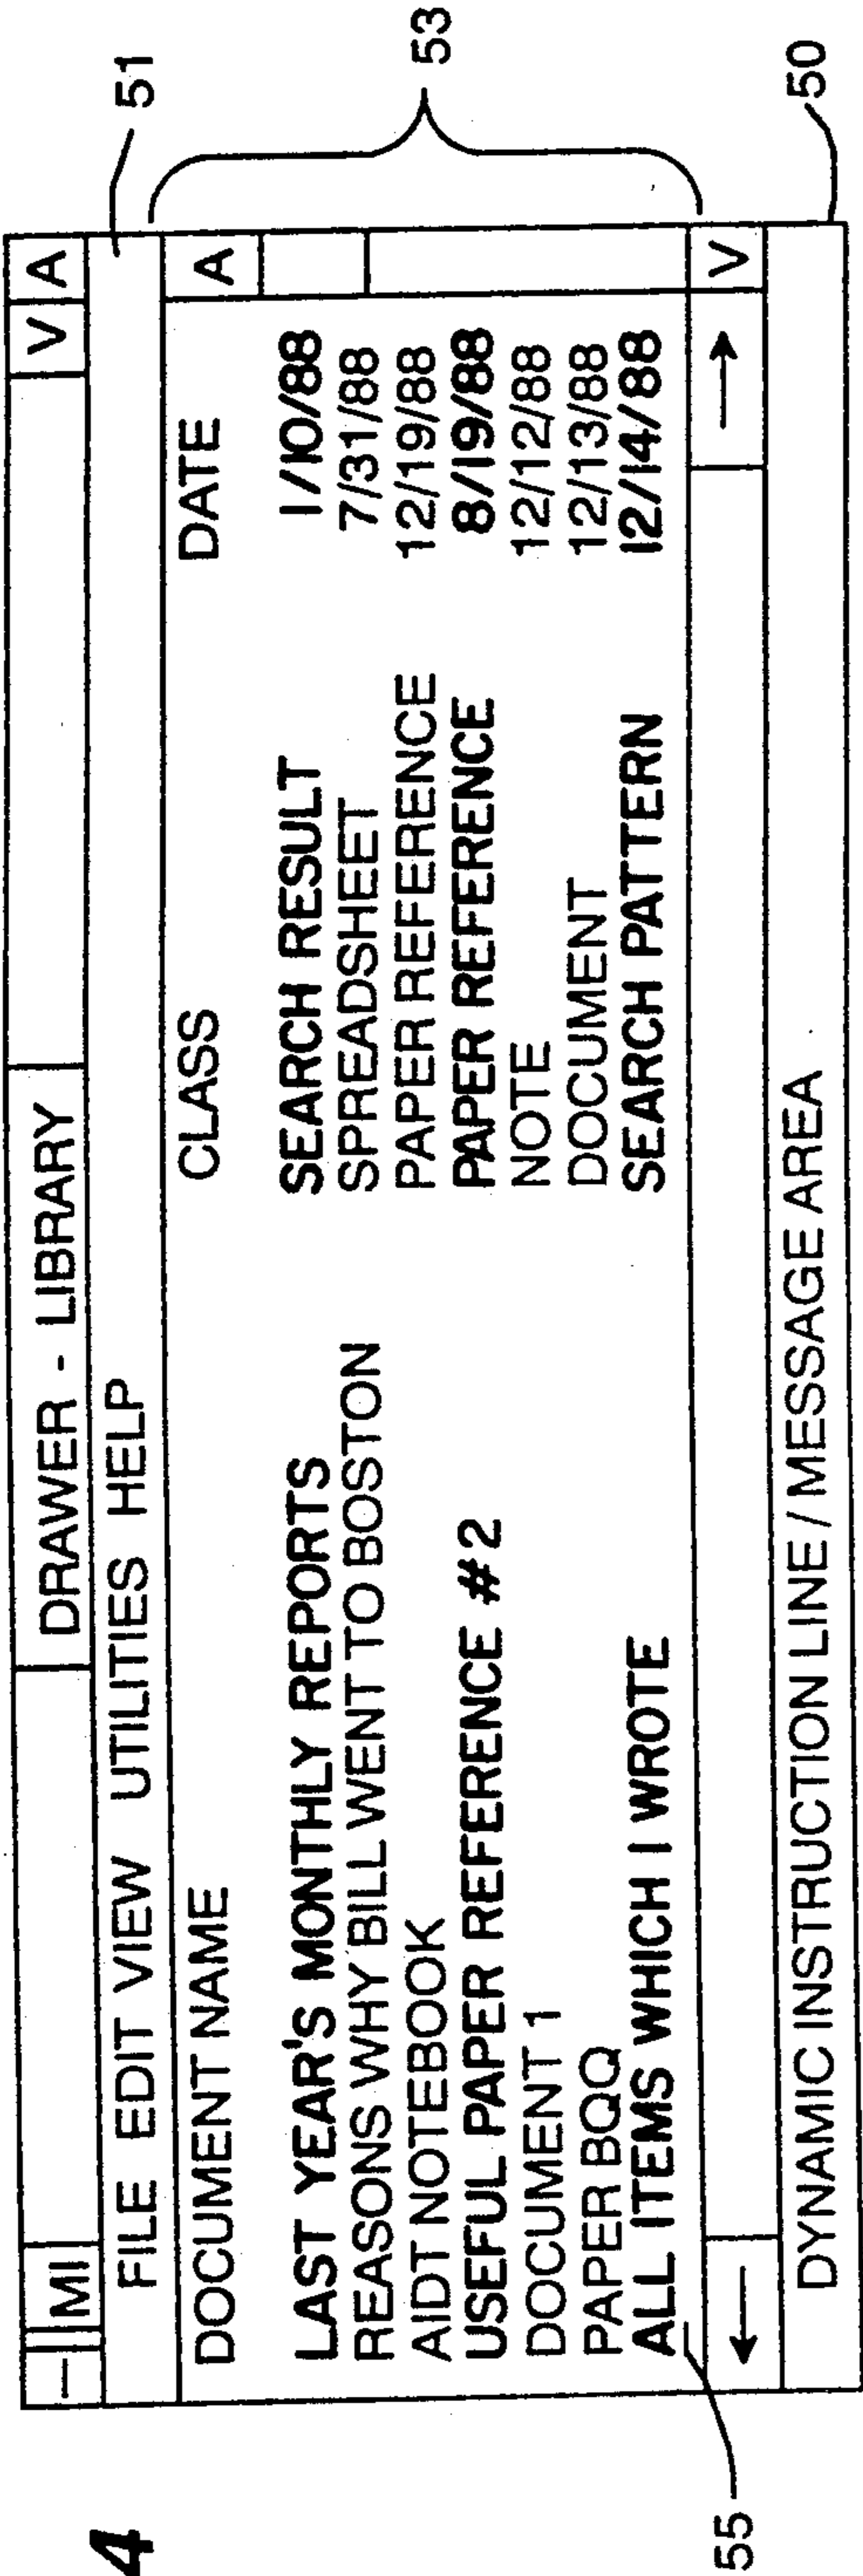 4
53
51
50
55
— MI DRAWER - LIBRARY V A
FILE EDIT VIEW UTILITIES HELP
DOCUMENT NAME CLASS DATE A
LAST YEAR'S MONTHLY REPORTS SEARCH RESULT 1/10/88
REASONS WHY BILL WENT TO BOSTON SPREADSHEET 7/31/88
AIDT NOTEBOOK PAPER REFERENCE 12/19/88
USEFUL PAPER REFERENCE #2 PAPER REFERENCE 8/19/88
DOCUMENT 1 NOTE 12/12/88
PAPER BQQ DOCUMENT 12/13/88
ALL ITEMS WHICH I WROTE SEARCH PATTERN 12/14/88
← → V
DYNAMIC INSTRUCTION LINE / MESSAGE AREA